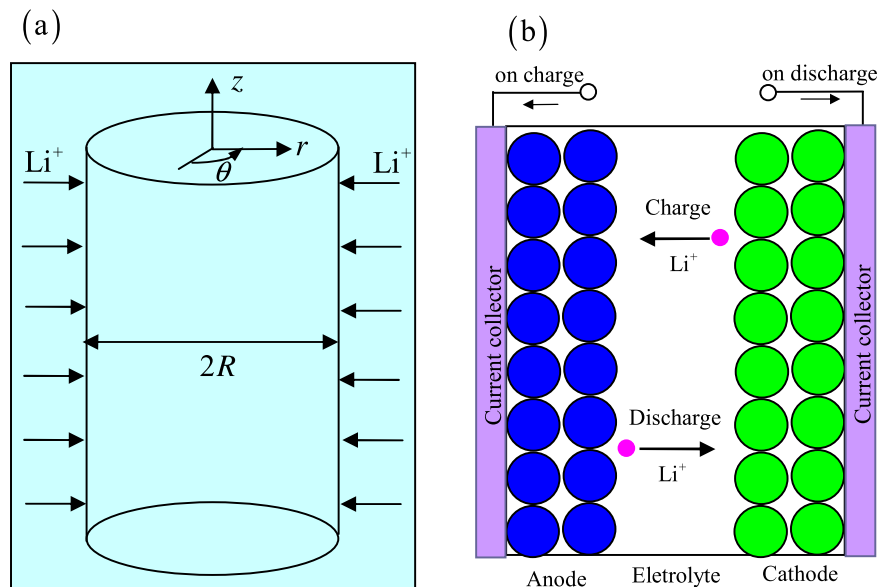 (a)
z
r
θ
Li+
Li+
2R
(b)
on charge
on discharge
Current collector
Charge
Li+
Discharge
Li+
Current collector
Anode
Eletrolyte
Cathode